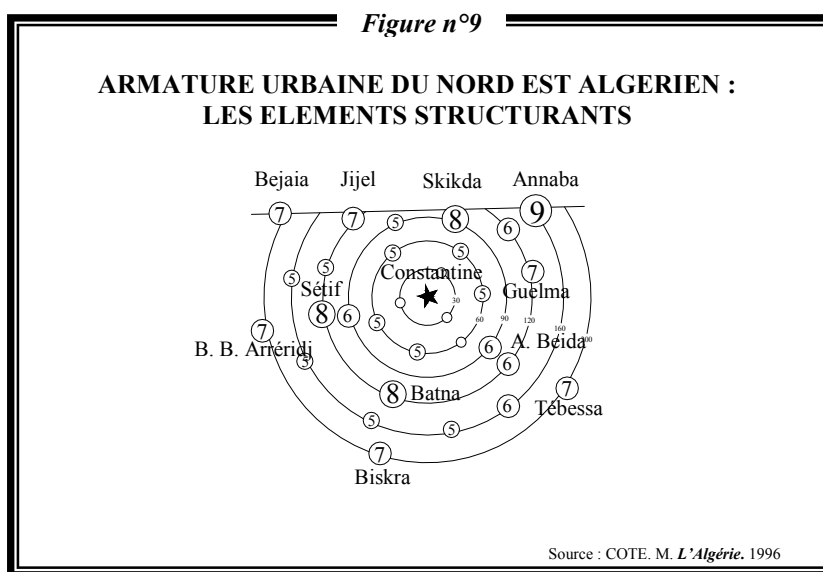 Figure n°9
ARMATURE URBAINE DU NORD EST ALGERIEN :
LES ELEMENTS STRUCTURANTS
Bejaia Jijel Skikda Annaba
7 7 5 8 6 9
5 5
Constantine
5 5 7
Sétif Guelma
30
5
8 6 5 60 90 120 160
7 6 A. Beida
B. B. Arréridj
5 5 6
8 Batna 7
6 Tébessa
5 5
7
Biskra
Source : COTE. M. L'Algérie. 1996